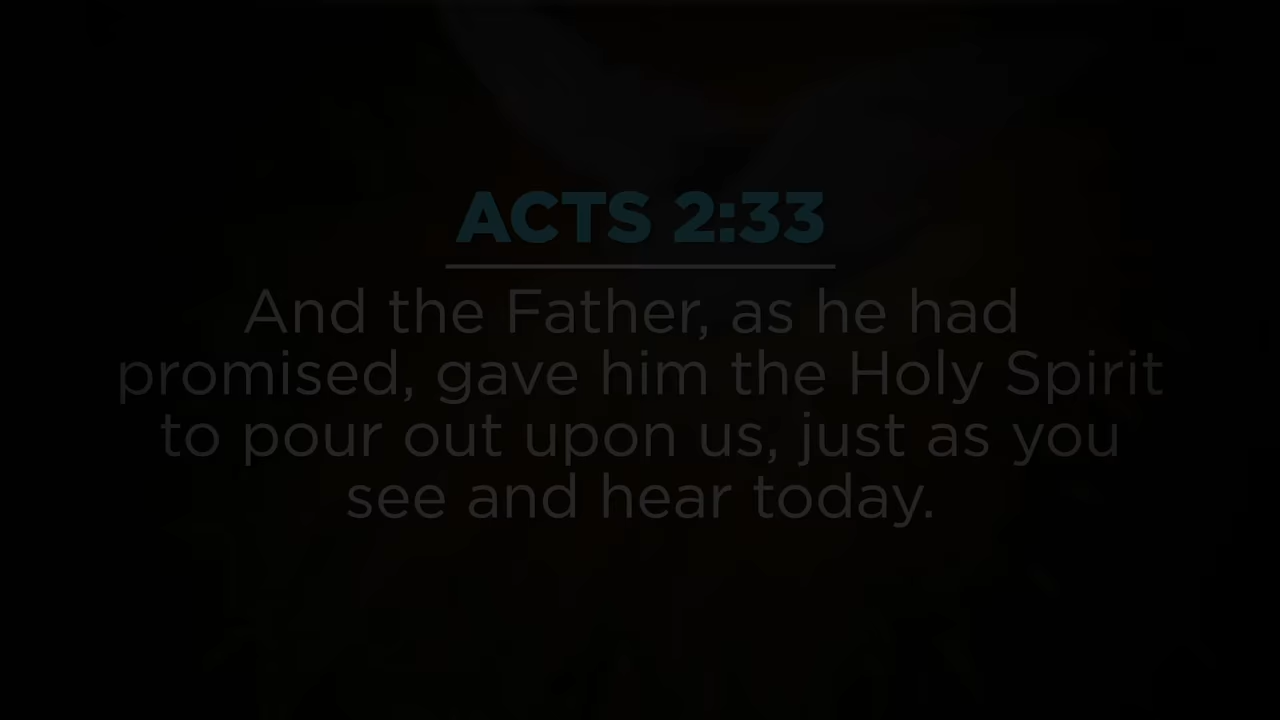 ACTS 2:33
And the Father, as he had
promised, gave him the Holy Spirit
to pour out upon us, just as you
see and hear today.